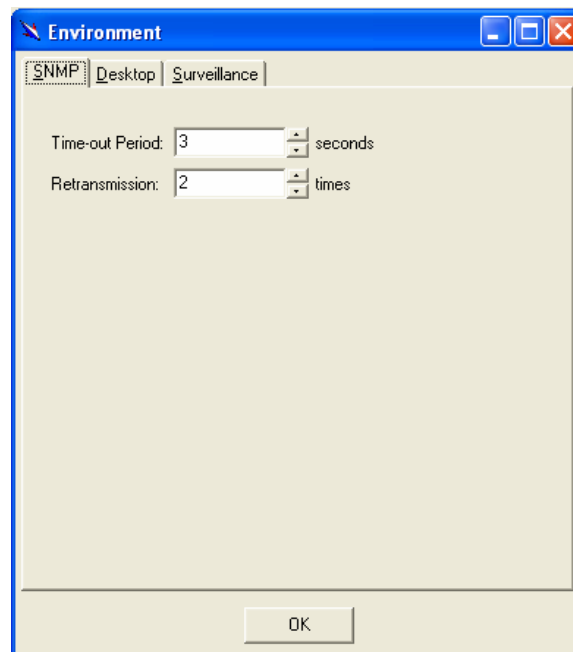 Environment
SNMP Desktop Surveillance
Time-out Period: 3 seconds
Retransmission: 2 times
OK